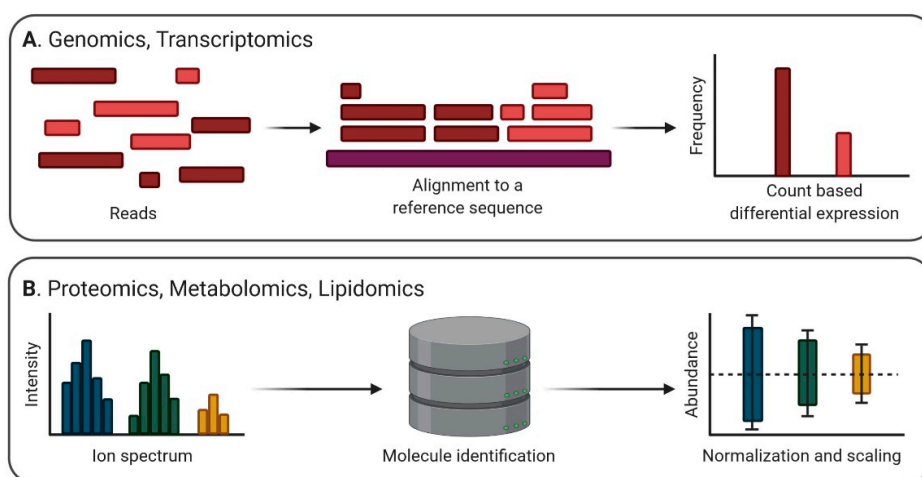 A. Genomics, Transcriptomics
Reads
Alignment to a
reference sequence
Frequency
Count based
differential expression
B. Proteomics, Metabolomics, Lipidomics
Intensity
Ion spectrum
Molecule identification
Abundance
Normalization and scaling